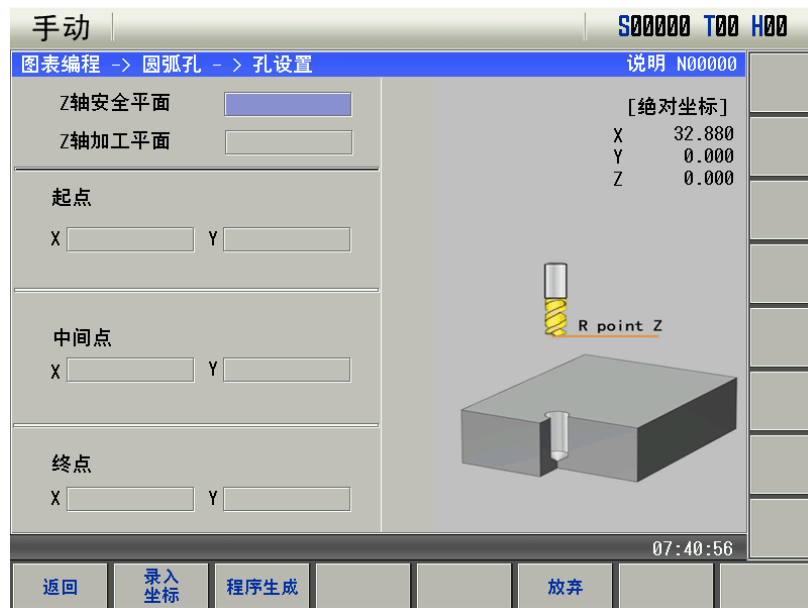 手动 S00000 T00 H00
图表编程 -> 圆弧孔 - > 孔设置 说明 N00000
Z轴安全平面
Z轴加工平面
[绝对坐标]
X 32.880
Y 0.000
Z 0.000
起点
X Y
中间点
X Y
终点
X Y
R point Z
07:40:56
返回 录入坐标 程序生成 放弃